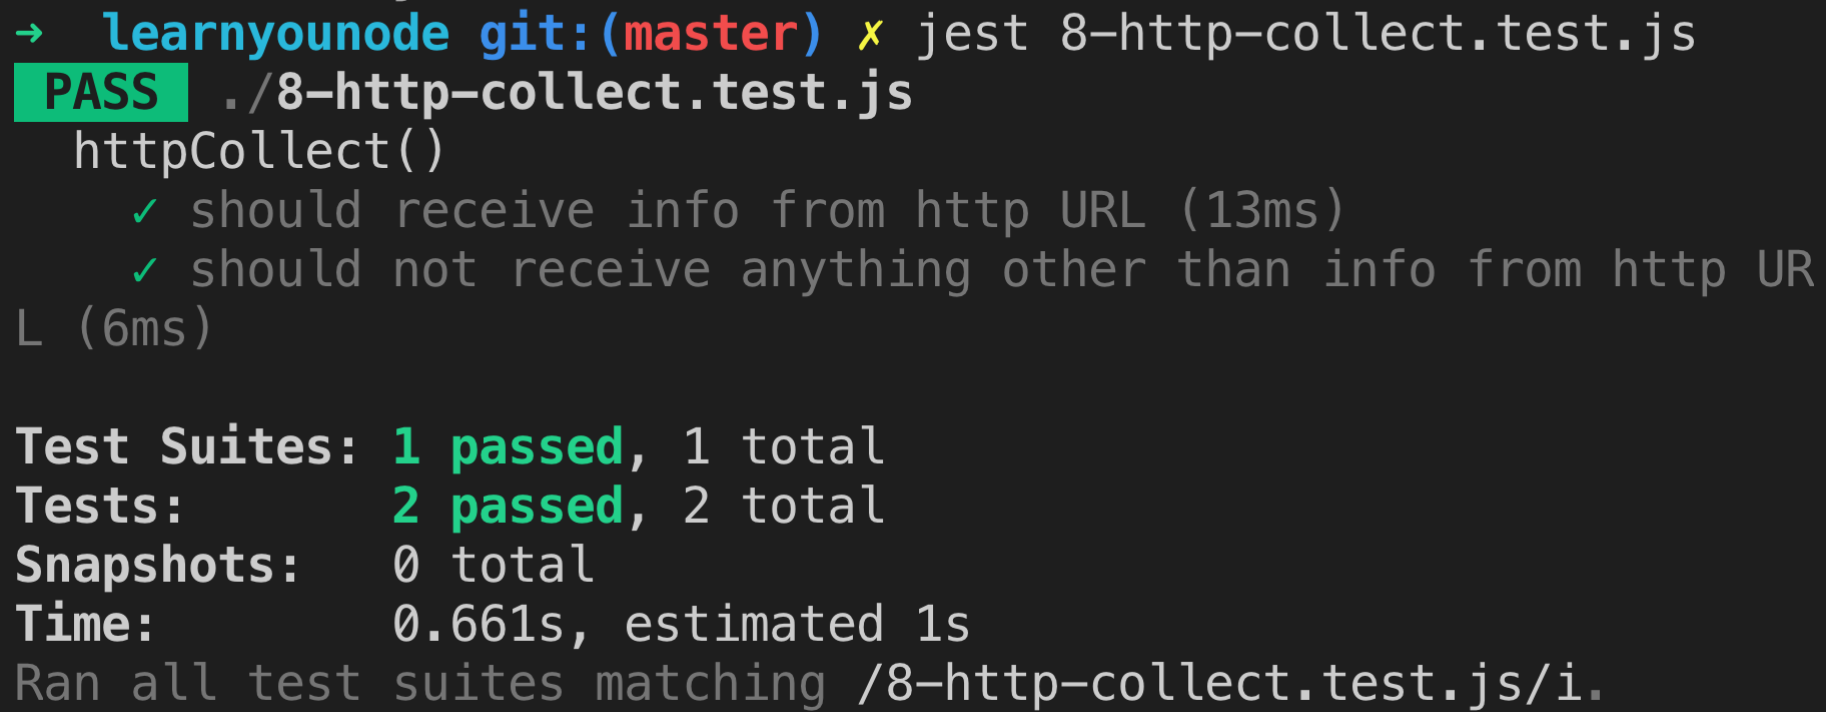 ➜  learnyounode git:(master) ✗ jest 8-http-collect.test.js
PASS  ./8-http-collect.test.js
  httpCollect()
    ✓ should receive info from http URL (13ms)
    ✓ should not receive anything other than info from http UR
L (6ms)

Test Suites: 1 passed, 1 total
Tests:       2 passed, 2 total
Snapshots:   0 total
Time:        0.661s, estimated 1s
Ran all test suites matching /8-http-collect.test.js/i.